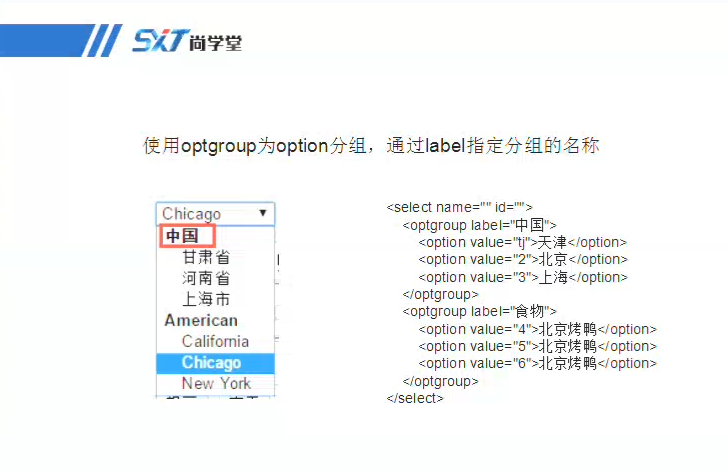 SXT尚学堂
使用optgroup为option分组，通过label指定分组的名称
Chicago
中国
甘肃省
河南省
上海市
American
California
Chicago
New York
<select name="" id="">
<optgroup label="中国">
<option value="tj">天津</option>
<option value="2">北京</option>
<option value="3">上海</option>
</optgroup>
<optgroup label="食物">
<option value="4">北京烤鸭</option>
<option value="5">北京烤鸭</option>
<option value="6">北京烤鸭</option>
</optgroup>
</select>